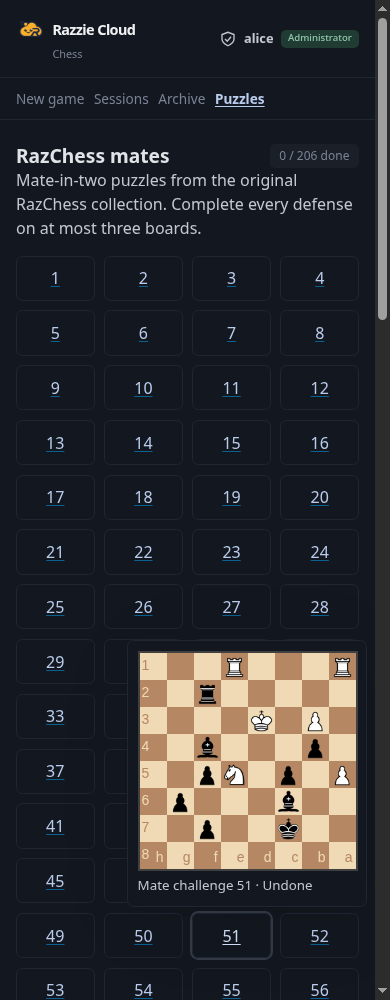 Razzie Cloud
Chess
alice Administrator
New game Sessions Archive Puzzles
RazChess mates 0 / 206 done
Mate-in-two puzzles from the original
RazChess collection. Complete every defense
on at most three boards.
1 2 3 4
5 6 7 8
9 10 11 12
13 14 15 16
17 18 19 20
21 22 23 24
25 26 27 28
29
33
37
41
45
1
2
3
4
5
6
7
8 h g f e d c b a
Mate challenge 51 · Undone
49 50 51 52
53 54 55 56